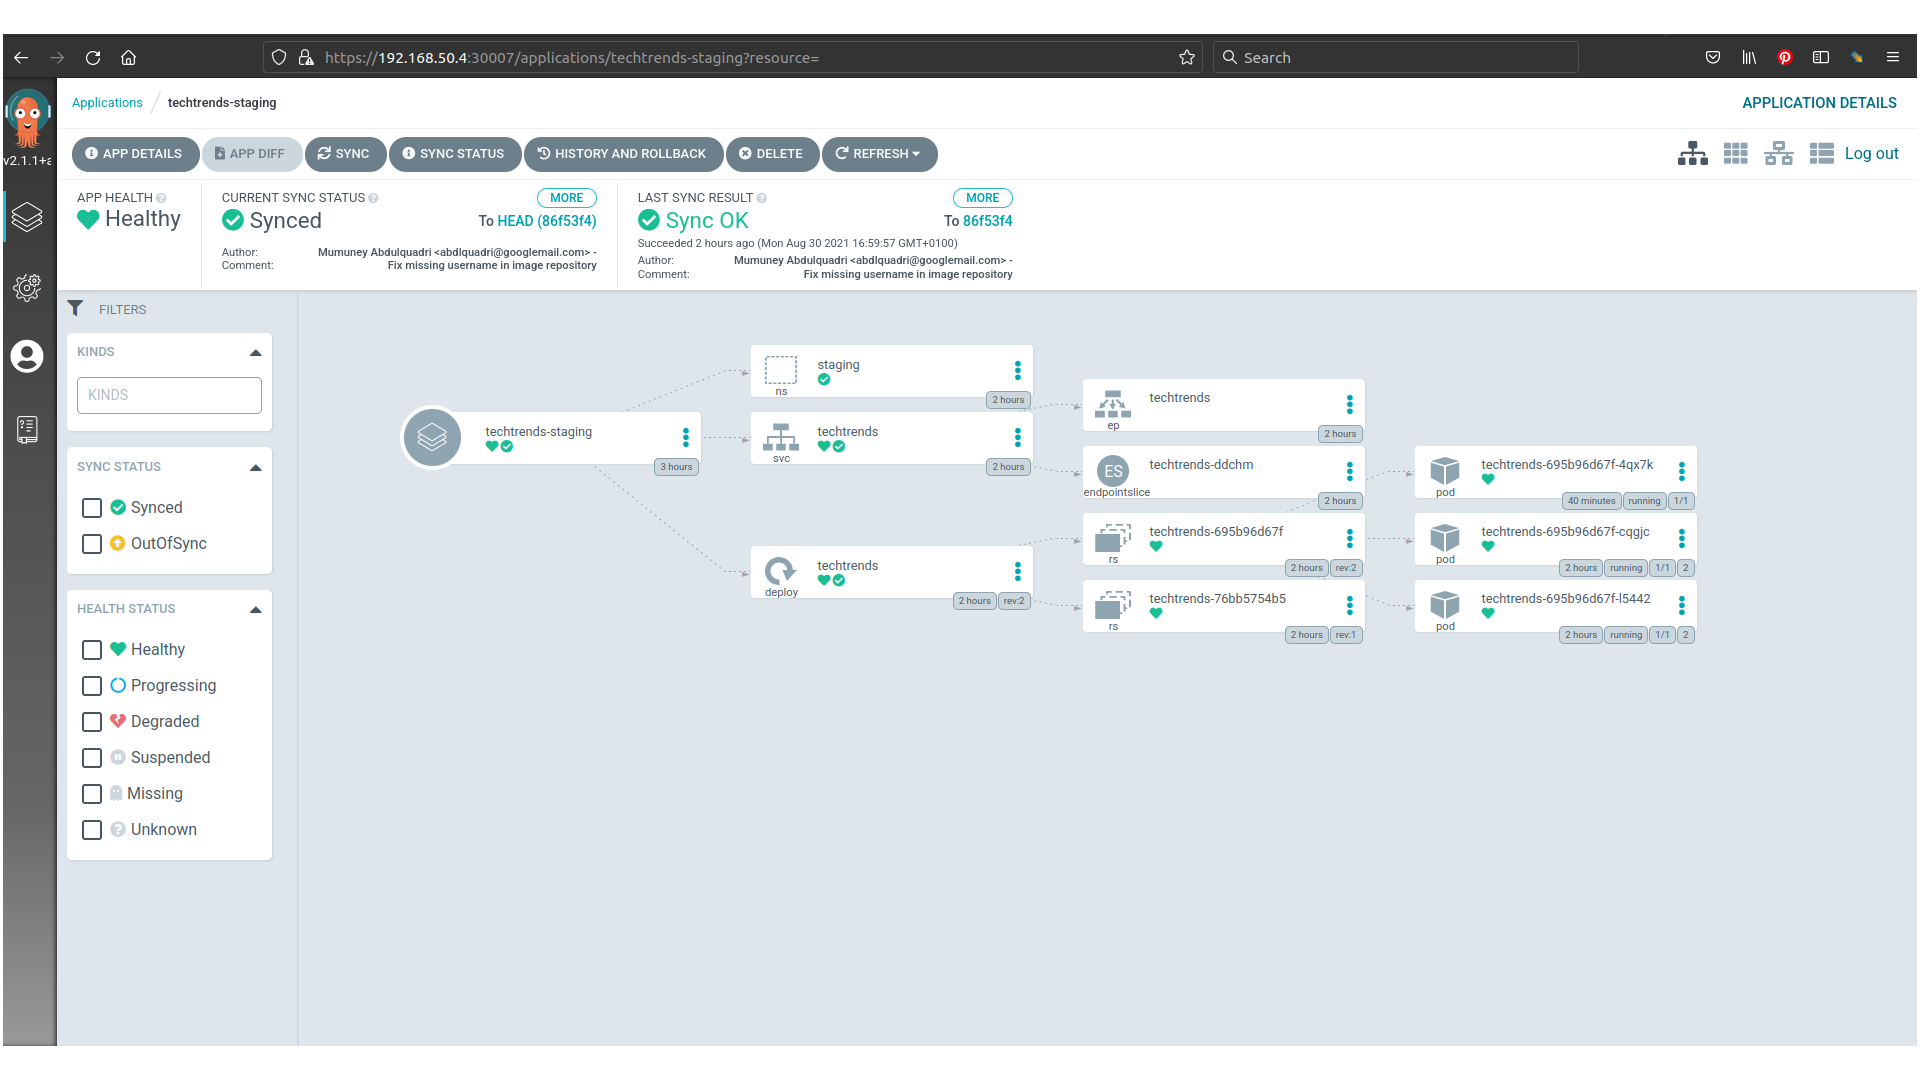 https://192.168.50.4:30007/applications/techtrends-staging?resource=
Search
v2.1.1+a
Applications / techtrends-staging
APPLICATION DETAILS
APP DETAILS
APP DIFF
SYNC
SYNC STATUS
HISTORY AND ROLLBACK
DELETE
REFRESH
Log out
APP HEALTH
Healthy
CURRENT SYNC STATUS
MORE
Synced
To HEAD (86f53f4)
Author: Mumuney Abdulquadri <abdlquadri@googlemail.com> -
Comment: Fix missing username in image repository
LAST SYNC RESULT
MORE
Sync OK
To 86f53f4
Succeeded 2 hours ago (Mon Aug 30 2021 16:59:57 GMT+0100)
Author: Mumuney Abdulquadri <abdlquadri@googlemail.com> -
Comment: Fix missing username in image repository
FILTERS
KINDS
KINDS
SYNC STATUS
Synced
OutOfSync
HEALTH STATUS
Healthy
Progressing
Degraded
Suspended
Missing
Unknown
techtrends-staging
3 hours
staging
ns
2 hours
techtrends
svc
2 hours
techtrends
deploy
2 hours rev:2
techtrends
ep
2 hours
ES
techtrends-ddchm
endpointslice
2 hours
techtrends-695b96d67f
rs
2 hours rev:2
techtrends-76bb5754b5
rs
2 hours rev:1
techtrends-695b96d67f-4qx7k
pod
40 minutes running 1/1
techtrends-695b96d67f-cqgjc
pod
2 hours running 1/1 2
techtrends-695b96d67f-l5442
pod
2 hours running 1/1 2